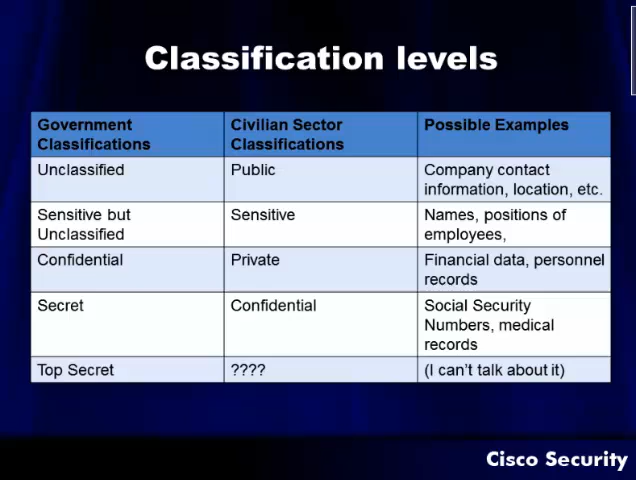 Classification levels
Government Classifications
Civilian Sector Classifications
Possible Examples
Unclassified
Public
Company contact information, location, etc.
Sensitive but Unclassified
Sensitive
Names, positions of employees,
Confidential
Private
Financial data, personnel records
Secret
Confidential
Social Security Numbers, medical records
Top Secret
????
(I can't talk about it)
Cisco Security